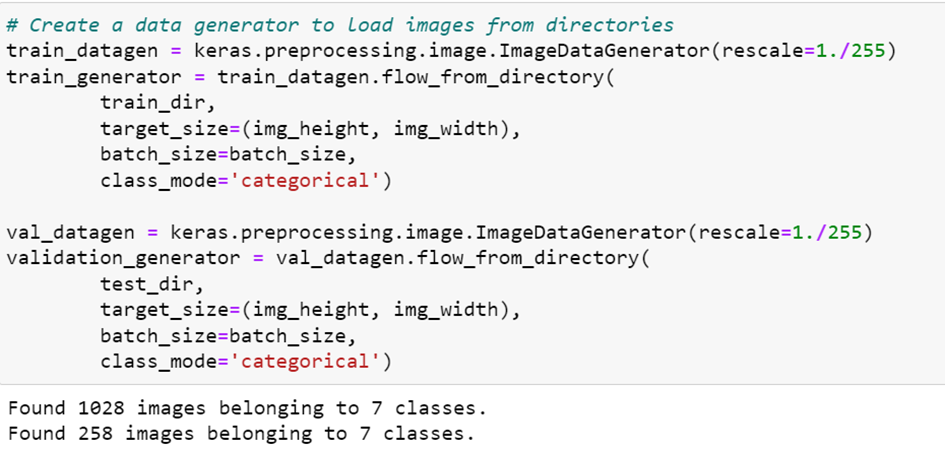 # Create a data generator to load images from directories
train_datagen = keras.preprocessing.image.ImageDataGenerator(rescale=1./255)
train_generator = train_datagen.flow_from_directory(
        train_dir,
        target_size=(img_height, img_width),
        batch_size=batch_size,
        class_mode='categorical')

val_datagen = keras.preprocessing.image.ImageDataGenerator(rescale=1./255)
validation_generator = val_datagen.flow_from_directory(
        test_dir,
        target_size=(img_height, img_width),
        batch_size=batch_size,
        class_mode='categorical')

Found 1028 images belonging to 7 classes.
Found 258 images belonging to 7 classes.